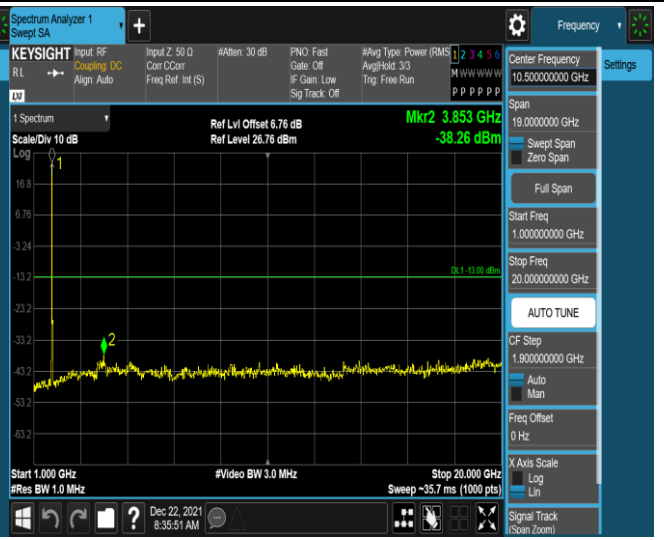 Spectrum Analyzer 1
Swept SA
+
Frequency
KEYSIGHT
RL
LXI
Input: RF
Coupling: DC
Align: Auto
Input Z: 50 Ω
Corr CCorr
Freq Ref: Int (S)
#Atten: 30 dB
PNO: Fast
Gate: Off
IF Gain: Low
Sig Track: Off
#Avg Type: Power (RMS
Avg|Hold: 3/3
Trig: Free Run
1 2 3 4 5 6
M W W W W W
P P P P P P
1 Spectrum
Scale/Div 10 dB
Ref Lvl Offset 6.76 dB
Ref Level 26.76 dBm
Mkr2 3.853 GHz
-38.26 dBm
Log
1
16.8
6.76
-3.24
DL1 -13.00 dBm
-13.2
-23.2
-33.2
2
-43.2
-53.2
-63.2
Start 1.000 GHz
#Res BW 1.0 MHz
#Video BW 3.0 MHz
Stop 20.000 GHz
Sweep ~35.7 ms (1000 pts)
?
Dec 22, 2021
8:35:51 AM
Center Frequency
10.500000000 GHz
Settings
Span
19.0000000 GHz
Swept Span
Zero Span
Full Span
Start Freq
1.000000000 GHz
Stop Freq
20.000000000 GHz
AUTO TUNE
CF Step
1.900000000 GHz
Auto
Man
Freq Offset
0 Hz
X Axis Scale
Log
Lin
Signal Track
(Span Zoom)